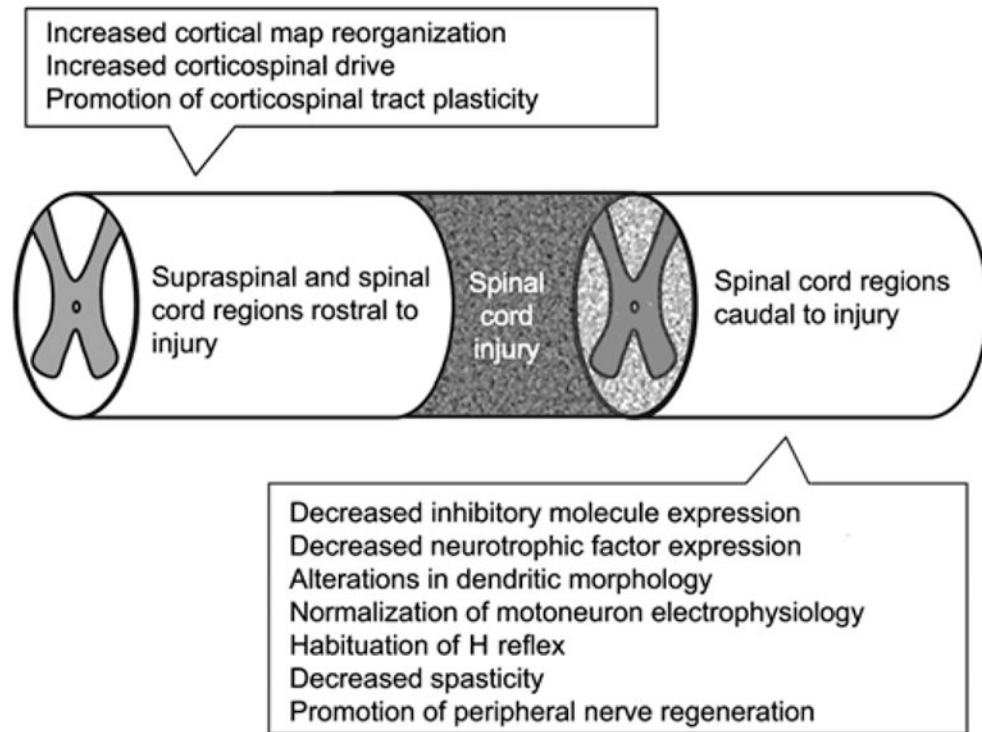 Increased cortical map reorganization
Increased corticospinal drive
Promotion of corticospinal tract plasticity
Supraspinal and spinal
cord regions rostral to
injury
Spinal
cord
injury
Spinal cord regions
caudal to injury
Decreased inhibitory molecule expression
Decreased neurotrophic factor expression
Alterations in dendritic morphology
Normalization of motoneuron electrophysiology
Habituation of H reflex
Decreased spasticity
Promotion of peripheral nerve regeneration